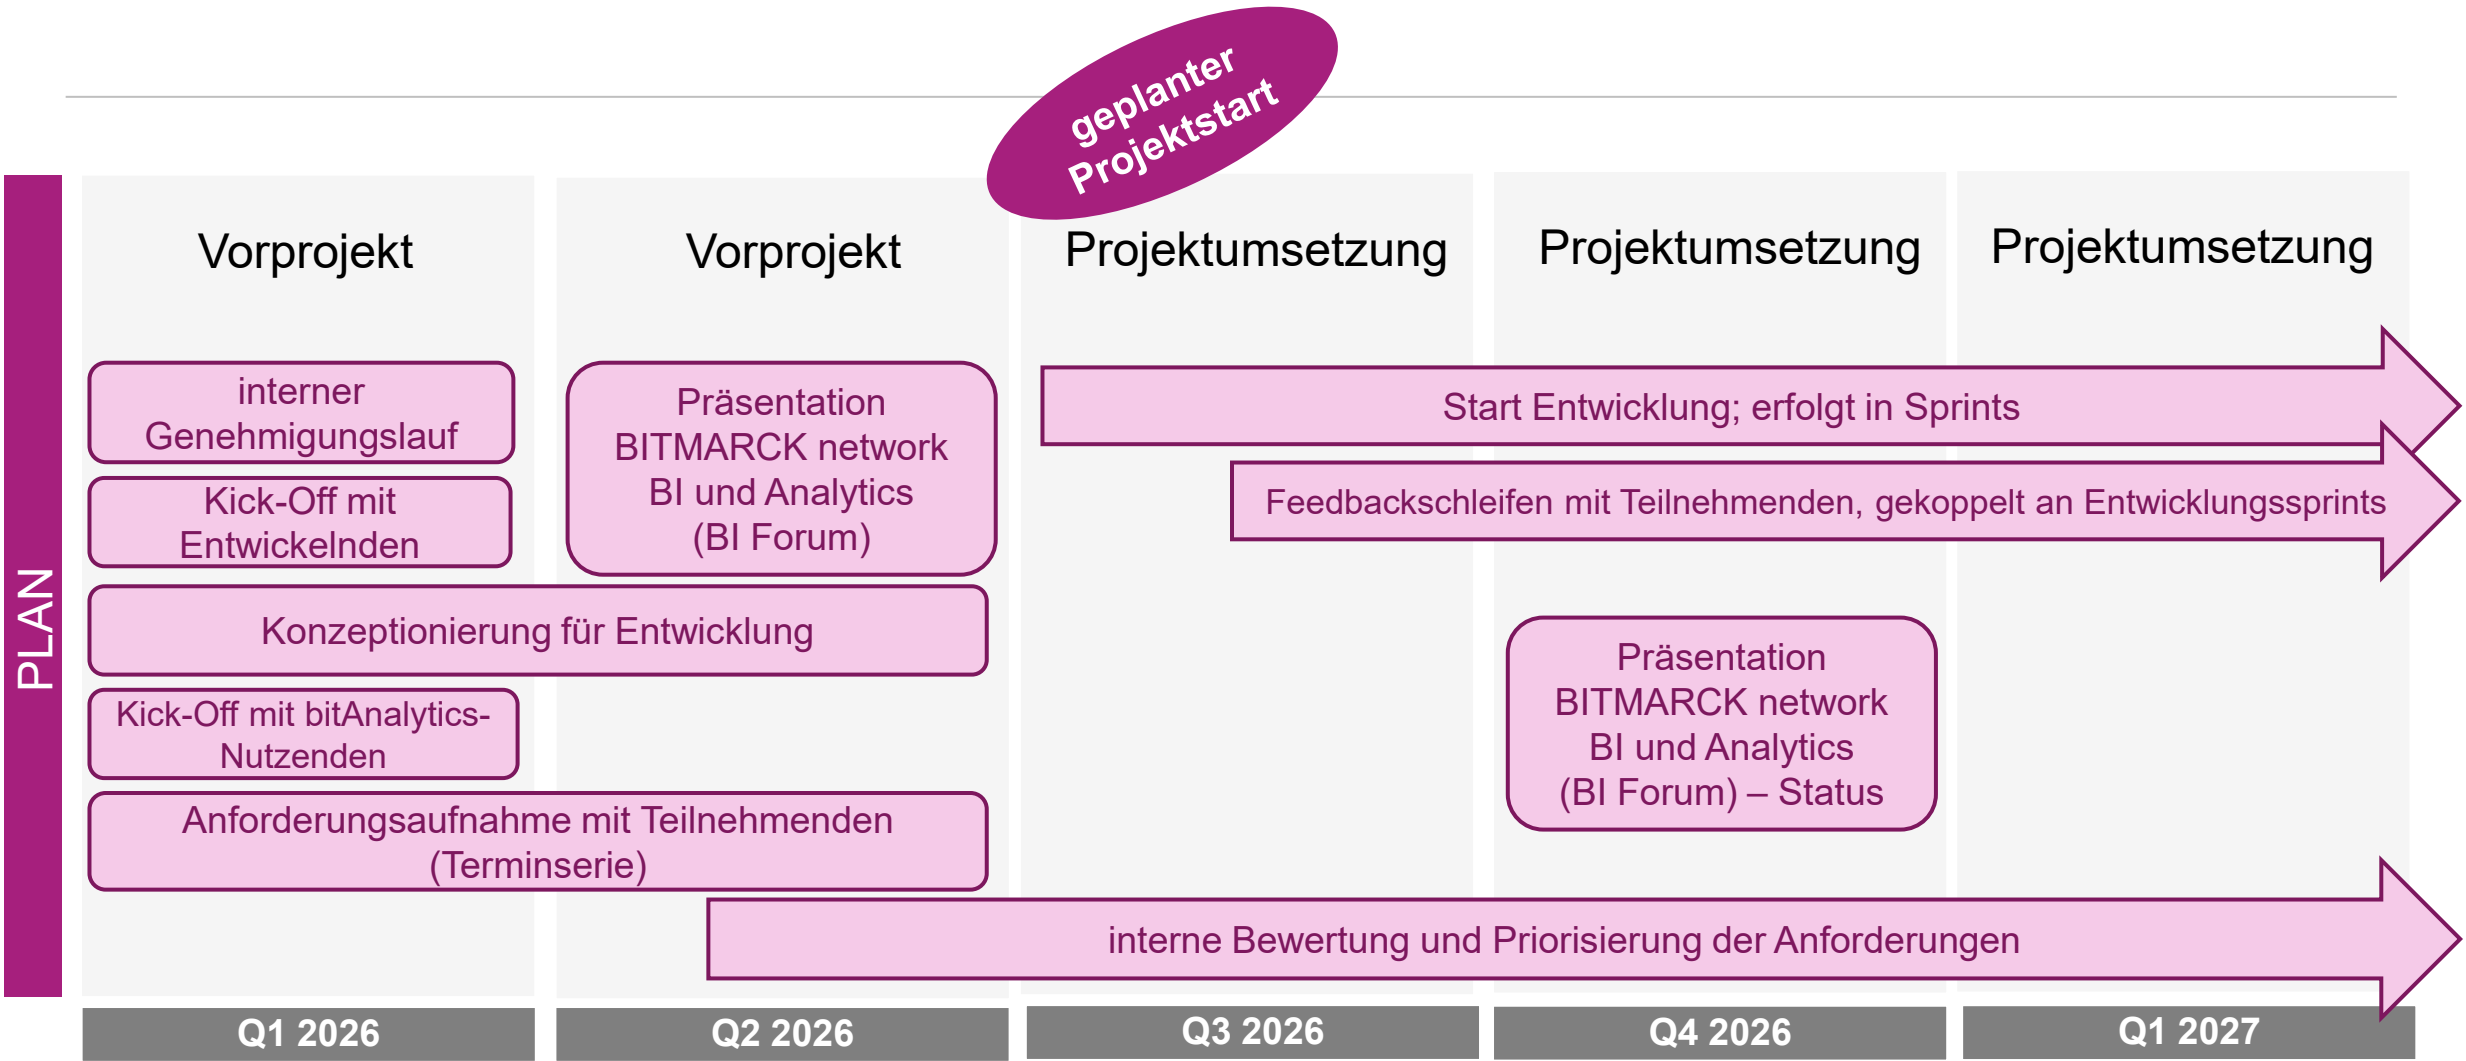 geplanter
Projektstart
PLAN
Vorprojekt
Vorprojekt
Projektumsetzung
Projektumsetzung
Projektumsetzung
interner
Genehmigungslauf
Kick-Off mit
Entwickelnden
Präsentation
BITMARCK network
BI und Analytics
(BI Forum)
Start Entwicklung; erfolgt in Sprints
Feedbackschleifen mit Teilnehmenden, gekoppelt an Entwicklungssprints
Konzeptionierung für Entwicklung
Kick-Off mit bitAnalytics-
Nutzenden
Präsentation
BITMARCK network
BI und Analytics
(BI Forum) – Status
Anforderungsaufnahme mit Teilnehmenden
(Terminserie)
interne Bewertung und Priorisierung der Anforderungen
Q1 2026
Q2 2026
Q3 2026
Q4 2026
Q1 2027